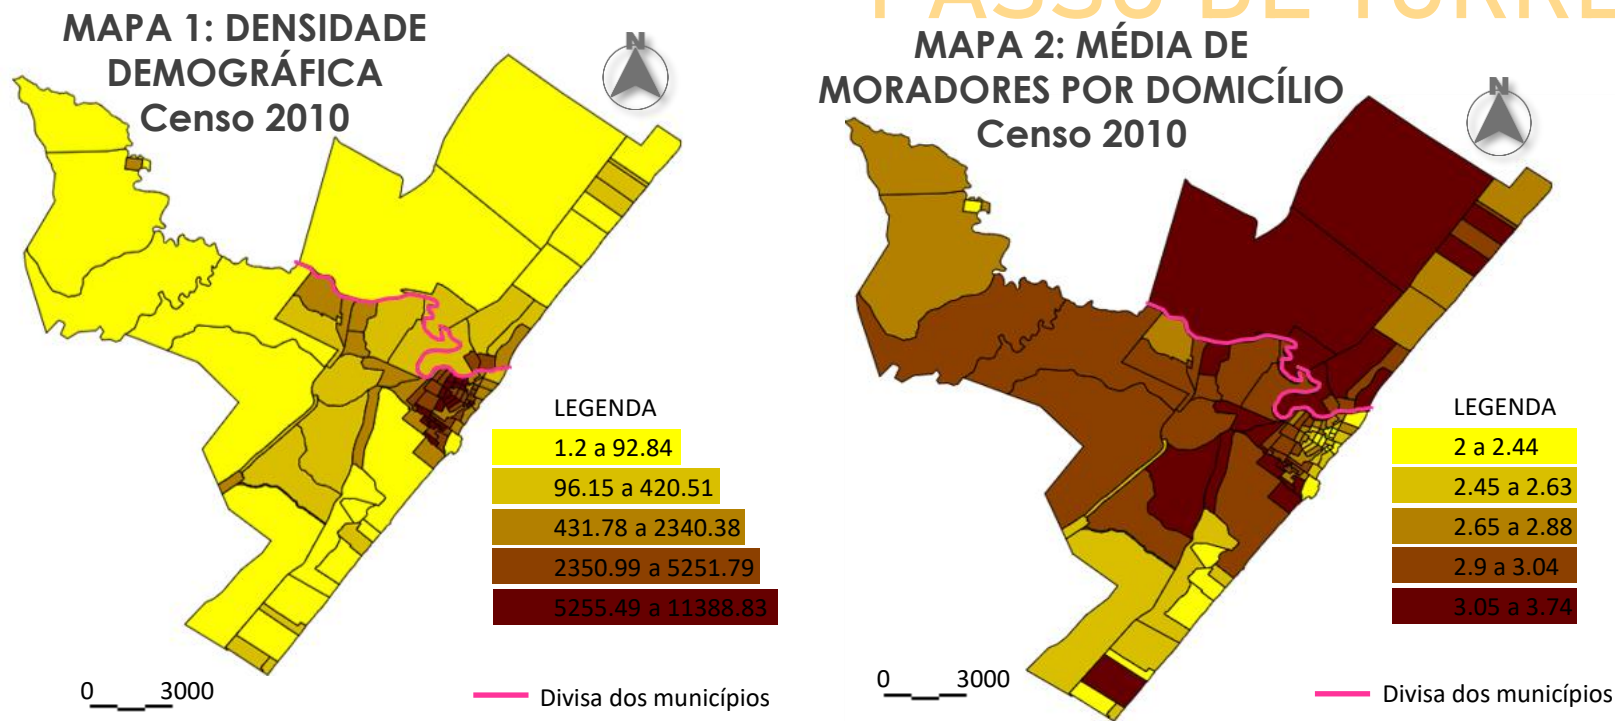 PASSO DE TORRE
MAPA 1: DENSIDADE
DEMOGRÁFICA
Censo 2010
N
LEGENDA
1.2 a 92.84
96.15 a 420.51
431.78 a 2340.38
2350.99 a 5251.79
5255.49 a 11388.83
0 3000
Divisa dos municípios
MAPA 2: MÉDIA DE
MORADORES POR DOMICÍLIO
Censo 2010
N
LEGENDA
2 a 2.44
2.45 a 2.63
2.65 a 2.88
2.9 a 3.04
3.05 a 3.74
0 3000
Divisa dos municípios